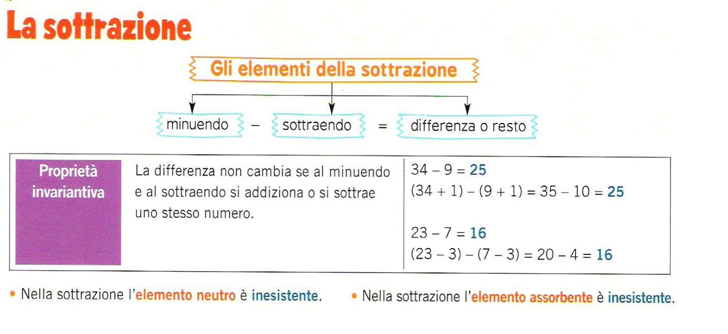 La sottrazione
Gli elementi della sottrazione
minuendo – sottraendo = differenza o resto
Proprietà
invariantiva
La differenza non cambia se al minuendo
e al sottraendo si addiziona o si sottrae
uno stesso numero.
34 – 9 = 25
(34 + 1) – (9 + 1) = 35 – 10 = 25
23 – 7 = 16
(23 – 3) – (7 – 3) = 20 – 4 = 16
• Nella sottrazione l'elemento neutro è inesistente.
• Nella sottrazione l'elemento assorbente è inesistente.